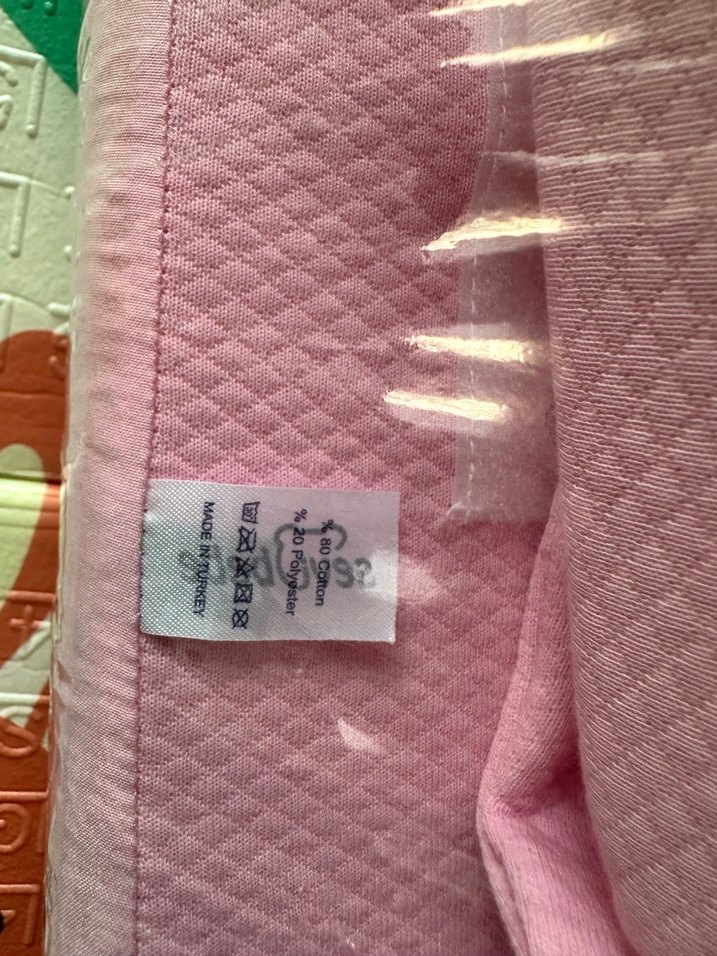 % 80 Cotton
% 20 Polyester
MADE IN TURKEY